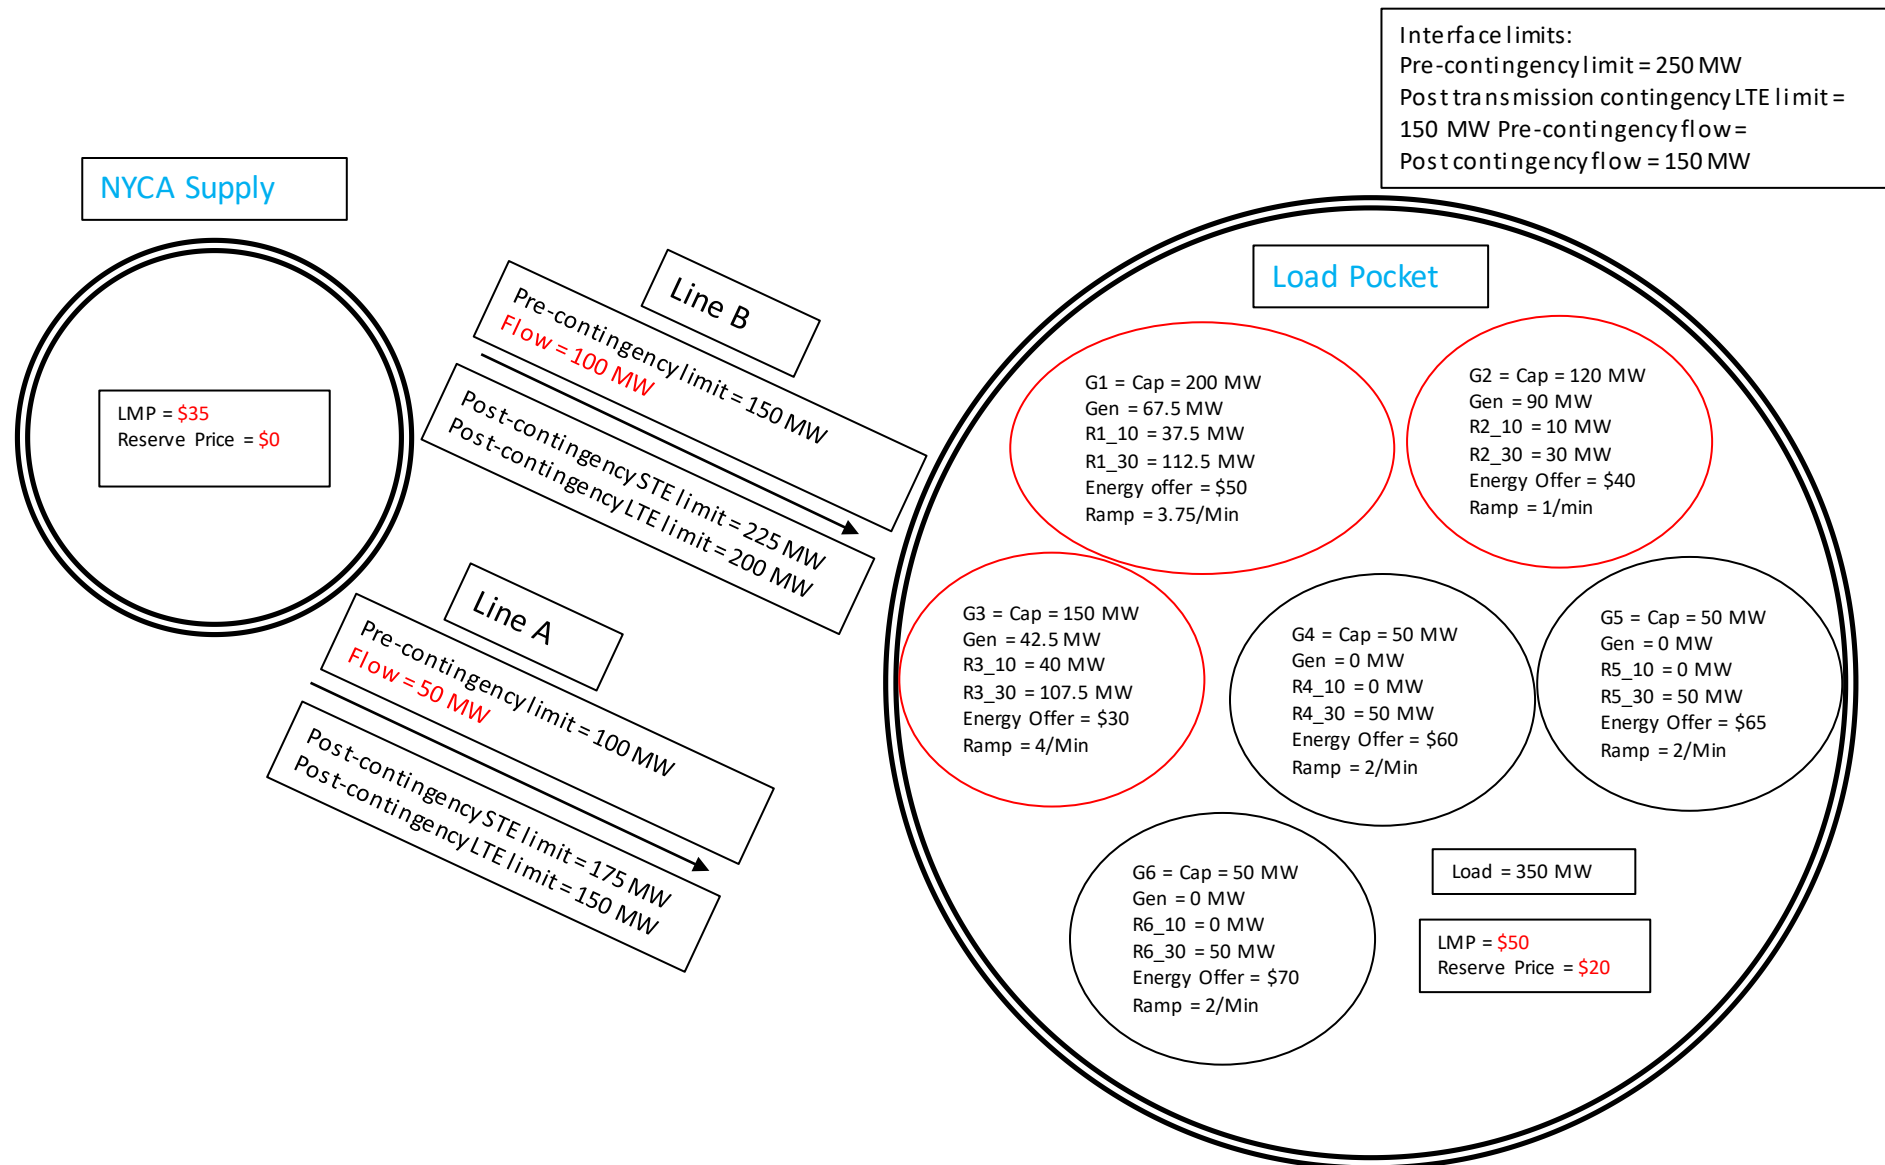 Interface limits:
Pre-contingency limit = 250 MW
Post transmission contingency LTE limit =
150 MW Pre-contingency flow =
Post contingency flow = 150 MW
NYCA Supply
LMP = $35
Reserve Price = $0
Line B
Pre-contingency limit = 150 MW
Flow = 100 MW
Post-contingency STE limit = 225 MW
Post-contingency LTE limit = 200 MW
Line A
Pre-contingency limit = 100 MW
Flow = 50 MW
Post-contingency STE limit = 175 MW
Post-contingency LTE limit = 150 MW
Load Pocket
G1 = Cap = 200 MW
Gen = 67.5 MW
R1_10 = 37.5 MW
R1_30 = 112.5 MW
Energy offer = $50
Ramp = 3.75/Min
G2 = Cap = 120 MW
Gen = 90 MW
R2_10 = 10 MW
R2_30 = 30 MW
Energy Offer = $40
Ramp = 1/min
G3 = Cap = 150 MW
Gen = 42.5 MW
R3_10 = 40 MW
R3_30 = 107.5 MW
Energy Offer = $30
Ramp = 4/Min
G4 = Cap = 50 MW
Gen = 0 MW
R4_10 = 0 MW
R4_30 = 50 MW
Energy Offer = $60
Ramp = 2/Min
G5 = Cap = 50 MW
Gen = 0 MW
R5_10 = 0 MW
R5_30 = 50 MW
Energy Offer = $65
Ramp = 2/Min
G6 = Cap = 50 MW
Gen = 0 MW
R6_10 = 0 MW
R6_30 = 50 MW
Energy Offer = $70
Ramp = 2/Min
Load = 350 MW
LMP = $50
Reserve Price = $20